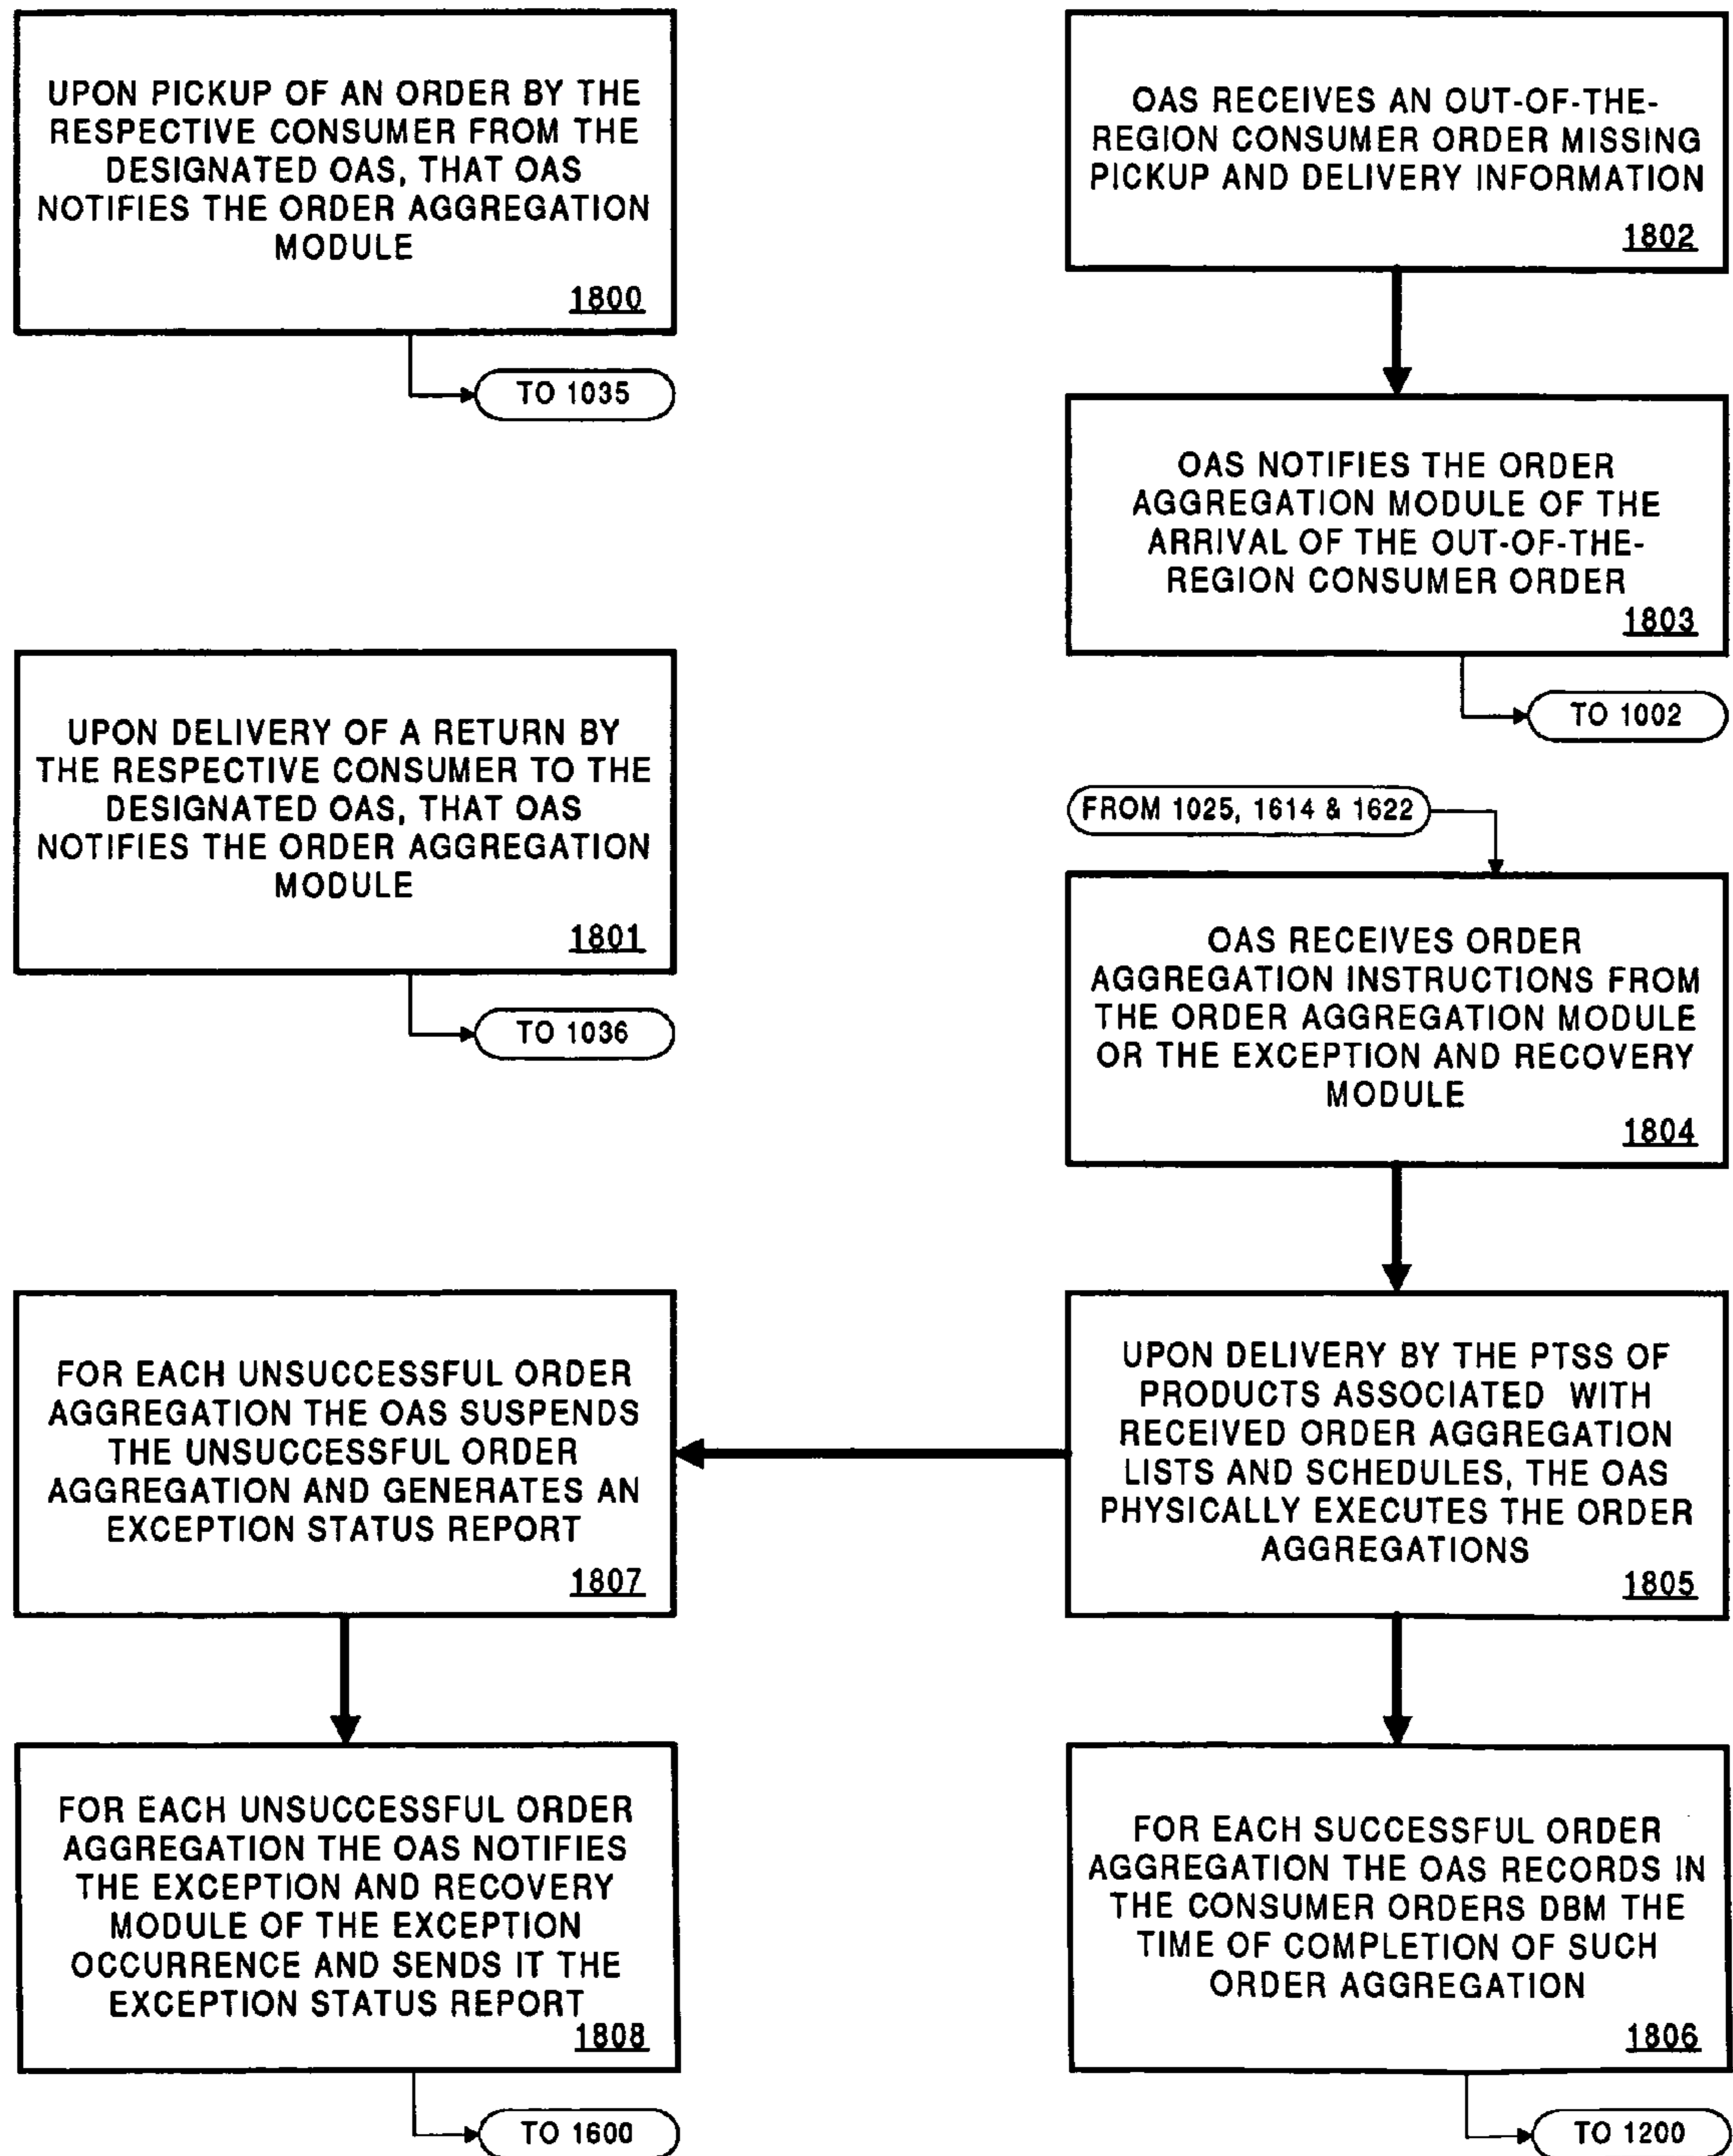 UPON PICKUP OF AN ORDER BY THE
RESPECTIVE CONSUMER FROM THE
DESIGNATED OAS, THAT OAS
NOTIFIES THE ORDER AGGREGATION
MODULE
1800
TO 1035
UPON DELIVERY OF A RETURN BY
THE RESPECTIVE CONSUMER TO THE
DESIGNATED OAS, THAT OAS
NOTIFIES THE ORDER AGGREGATION
MODULE
1801
TO 1036
OAS RECEIVES AN OUT-OF-THE-
REGION CONSUMER ORDER MISSING
PICKUP AND DELIVERY INFORMATION
1802
OAS NOTIFIES THE ORDER
AGGREGATION MODULE OF THE
ARRIVAL OF THE OUT-OF-THE-
REGION CONSUMER ORDER
1803
TO 1002
FROM 1025, 1614 & 1622
OAS RECEIVES ORDER
AGGREGATION INSTRUCTIONS FROM
THE ORDER AGGREGATION MODULE
OR THE EXCEPTION AND RECOVERY
MODULE
1804
UPON DELIVERY BY THE PTSS OF
PRODUCTS ASSOCIATED WITH
RECEIVED ORDER AGGREGATION
LISTS AND SCHEDULES, THE OAS
PHYSICALLY EXECUTES THE ORDER
AGGREGATIONS
1805
FOR EACH SUCCESSFUL ORDER
AGGREGATION THE OAS RECORDS IN
THE CONSUMER ORDERS DBM THE
TIME OF COMPLETION OF SUCH
ORDER AGGREGATION
1806
TO 1200
FOR EACH UNSUCCESSFUL ORDER
AGGREGATION THE OAS SUSPENDS
THE UNSUCCESSFUL ORDER
AGGREGATION AND GENERATES AN
EXCEPTION STATUS REPORT
1807
FOR EACH UNSUCCESSFUL ORDER
AGGREGATION THE OAS NOTIFIES
THE EXCEPTION AND RECOVERY
MODULE OF THE EXCEPTION
OCCURRENCE AND SENDS IT THE
EXCEPTION STATUS REPORT
1808
TO 1600